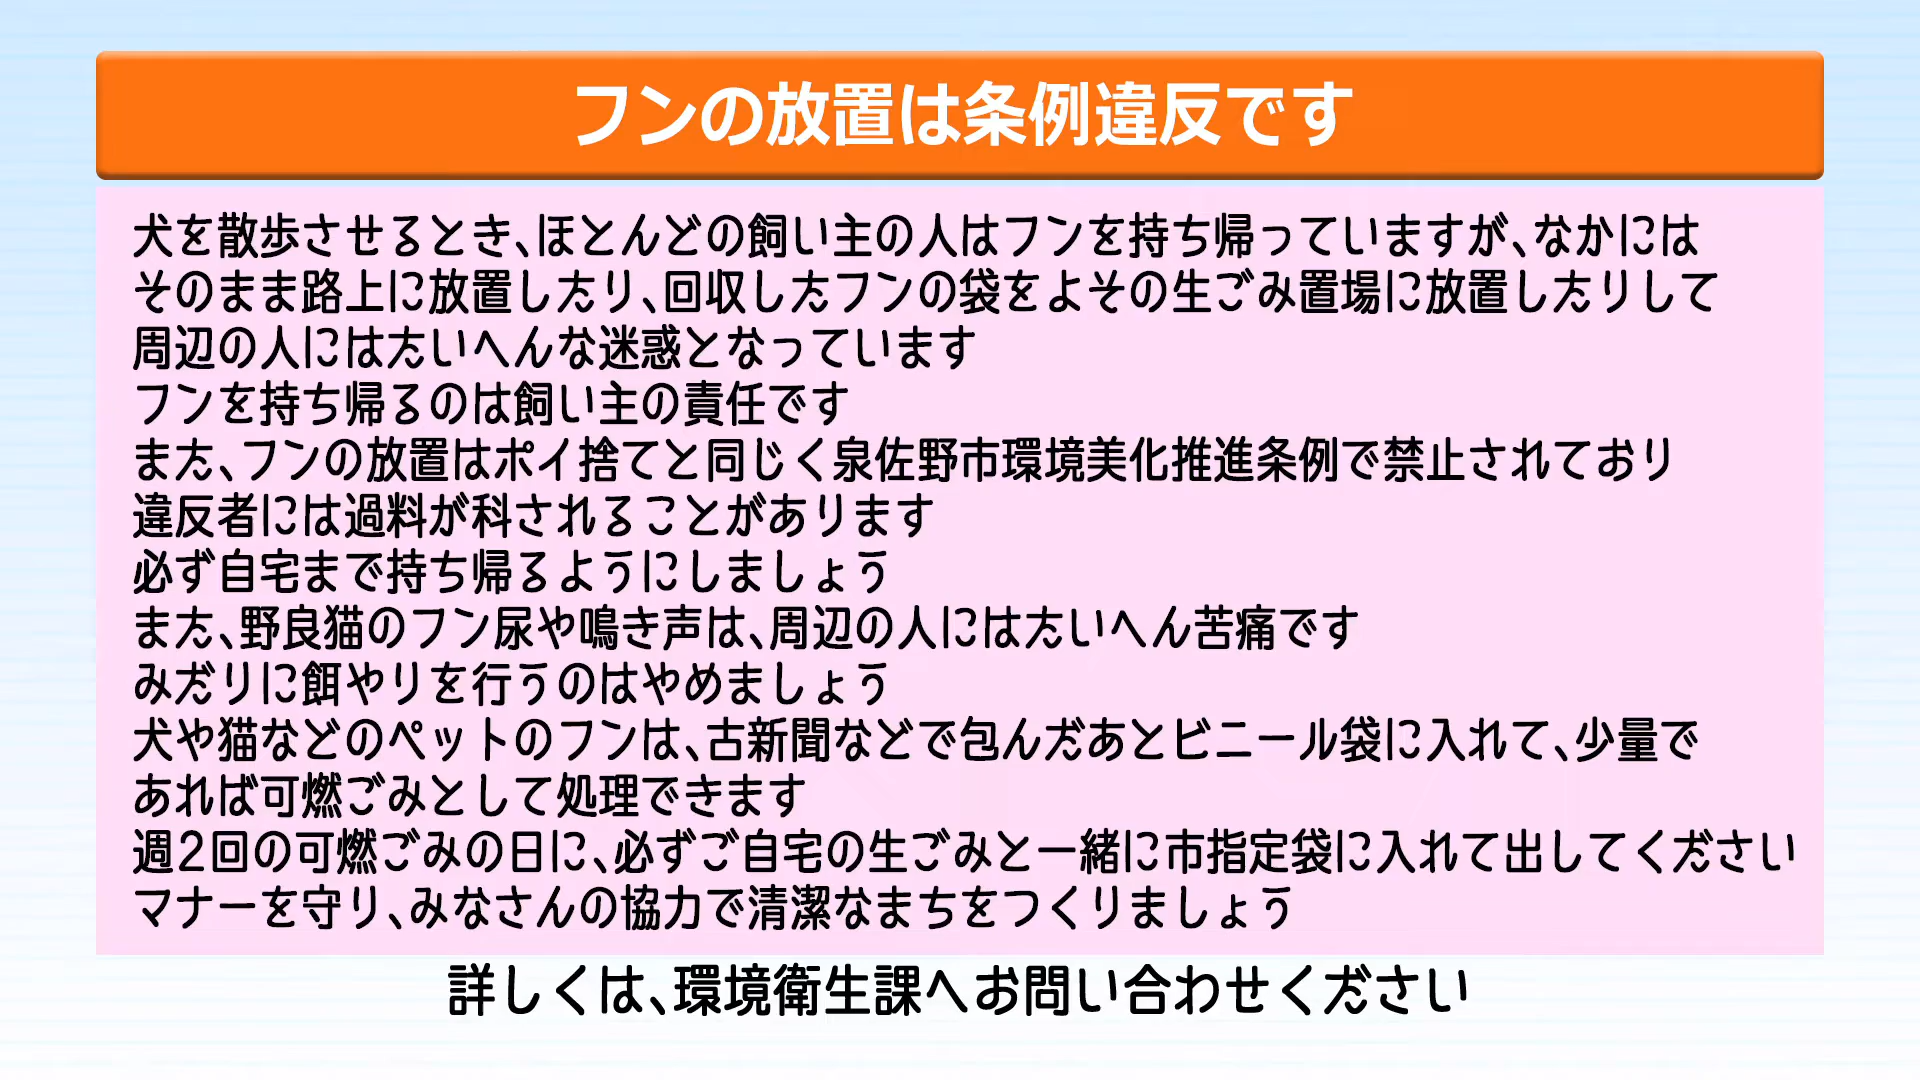 フンの放置は条例違反です
犬を散歩させるとき、ほとんどの飼い主の人はフンを持ち帰っていますが、なかには
そのまま路上に放置したり、回収したフンの袋をよその生ごみ置場に放置したりして
周辺の人にはたいへんな迷惑となっています
フンを持ち帰るのは飼い主の責任です
また、フンの放置はポイ捨てと同じく泉佐野市環境美化推進条例で禁止されており
違反者には過料が科されることがあります
必ず自宅まで持ち帰るようにしましょう
また、野良猫のフン尿や鳴き声は、周辺の人にはたいへん苦痛です
みだりに餌やりを行うのはやめましょう
犬や猫などのペットのフンは、古新聞などで包んだあとビニール袋に入れて、少量で
あれば可燃ごみとして処理できます
週2回の可燃ごみの日に、必ずご自宅の生ごみと一緒に市指定袋に入れて出してください
マナーを守り、みなさんの協力で清潔なまちをつくりましょう
詳しくは、環境衛生課へお問い合わせください